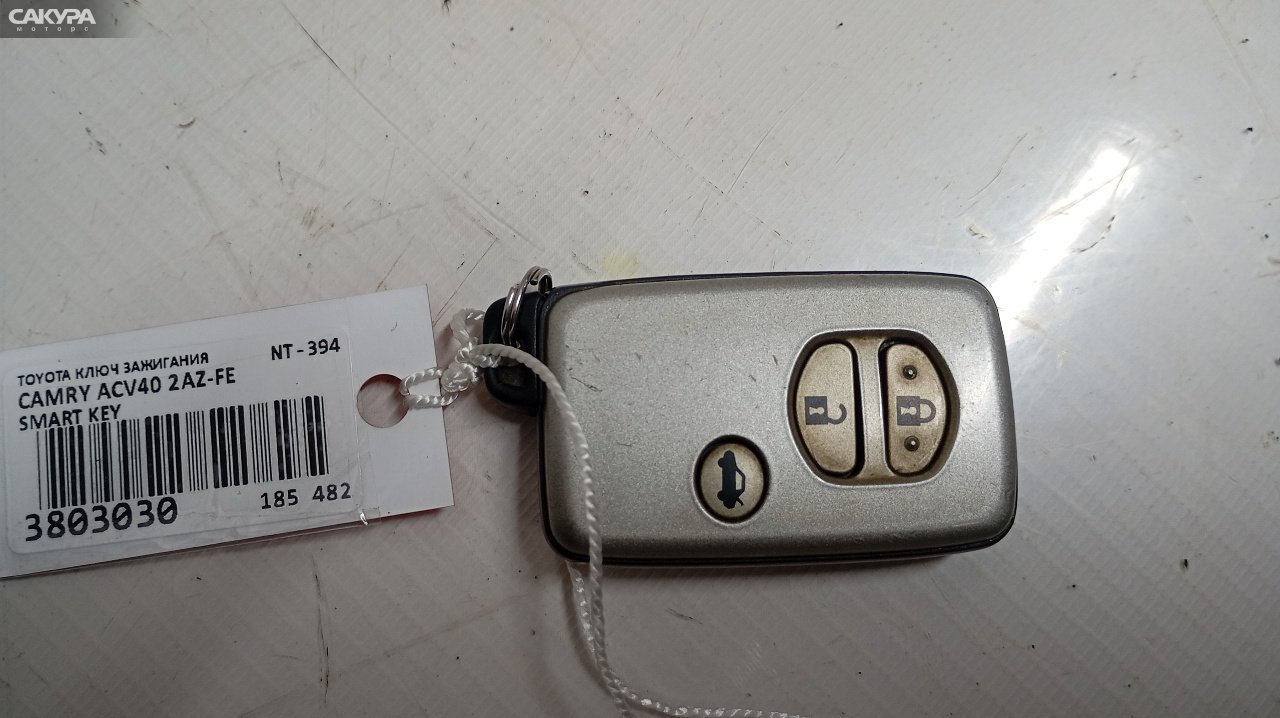 САКУРА
моторс
TOYOTA КЛЮЧ ЗАЖИГАНИЯ NT - 394
CAMRY ACV40 2AZ-FE
SMART KEY
3803030 185 482